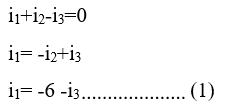 i₁+i₂-i₃=0
i₁= -i₂+i₃
i₁= -6 -i₃..................... (1)